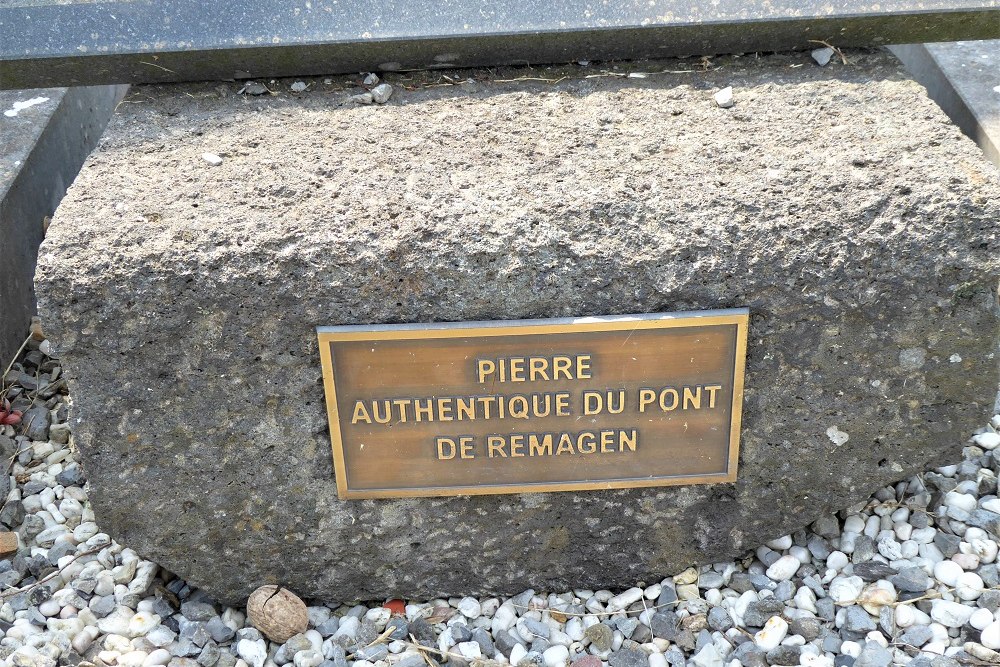 PIERRE
AUTHENTIQUE DU PONT
DE REMAGEN